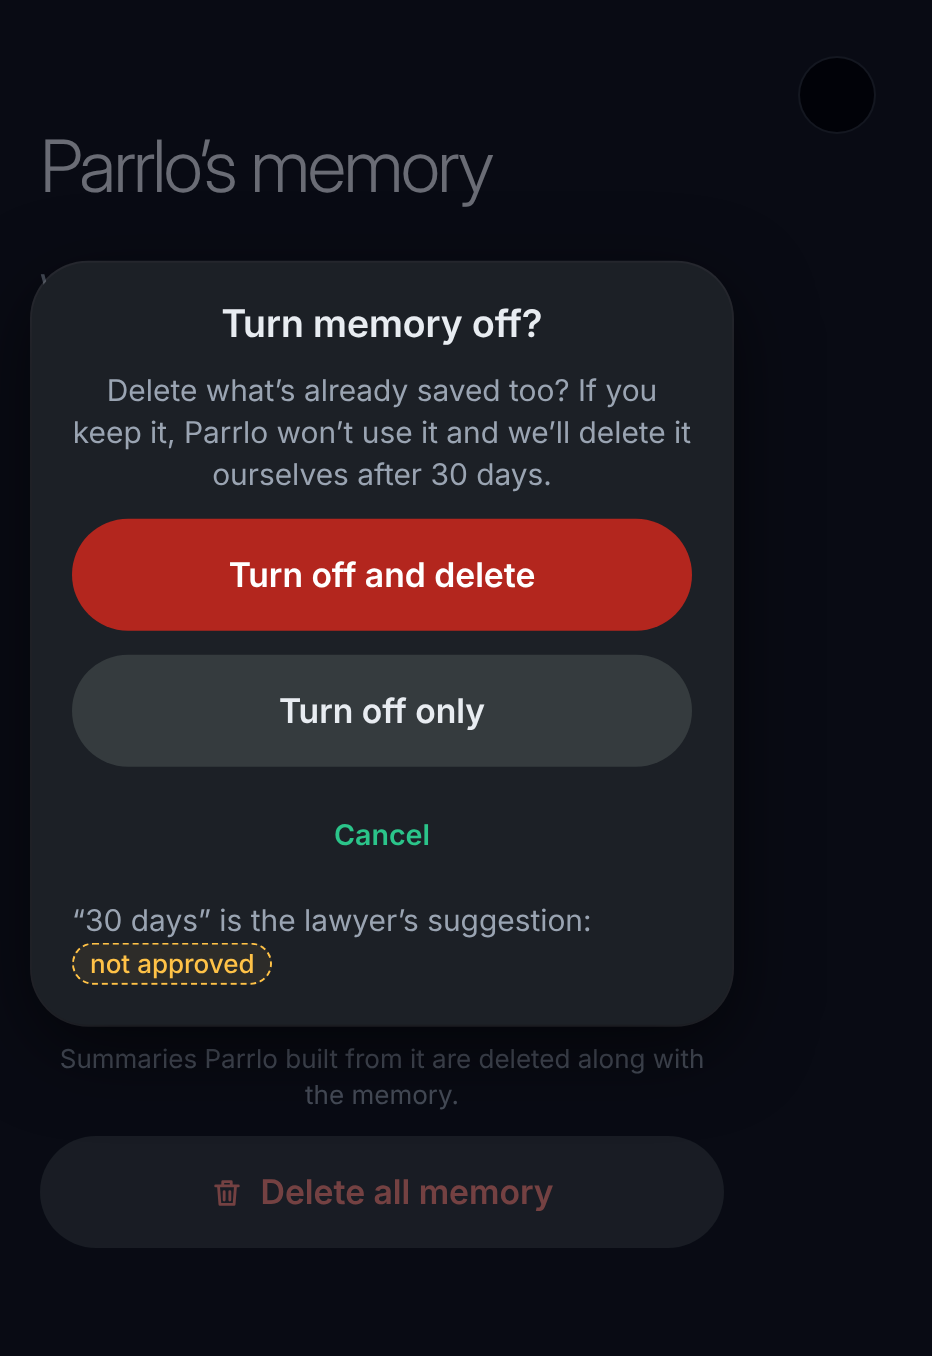 Parrlo’s memory
Turn memory off?
Delete what’s already saved too? If you
keep it, Parrlo won’t use it and we’ll delete it
ourselves after 30 days.
Turn off and delete
Turn off only
Cancel
“30 days” is the lawyer’s suggestion:
not approved
Summaries Parrlo built from it are deleted along with
the memory.
Delete all memory